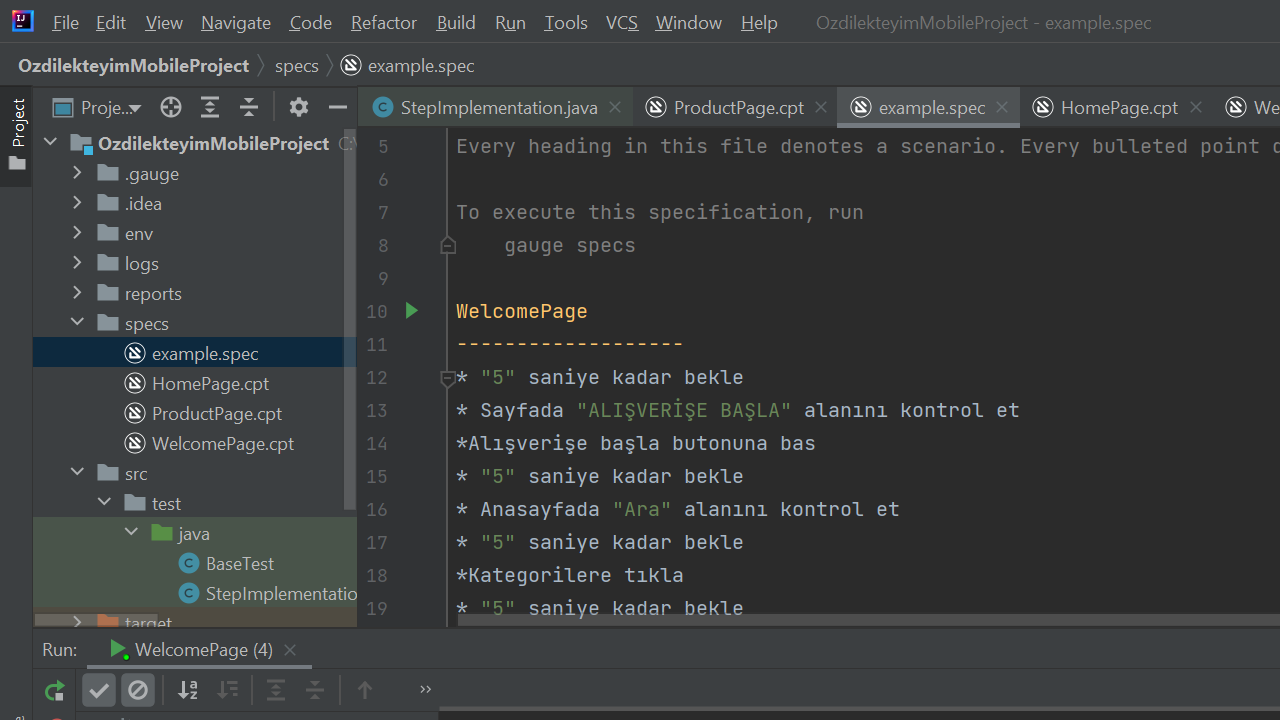 File Edit View Navigate Code Refactor Build Run Tools VCS Window Help OzdilekteyimMobileProject - example.spec
OzdilekteyimMobileProject specs example.spec
Project
Proje...
StepImplementation.java ProductPage.cpt example.spec HomePage.cpt We
OzdilekteyimMobileProject C:\
.gauge
.idea
env
logs
reports
specs
example.spec
HomePage.cpt
ProductPage.cpt
WelcomePage.cpt
src
test
java
BaseTest
StepImplementatio
target
5 Every heading in this file denotes a scenario. Every bulleted point d
6
7 To execute this specification, run
8 gauge specs
9
10 WelcomePage
11 -------------------
12 * "5" saniye kadar bekle
13 * Sayfada "ALIŞVERİŞE BAŞLA" alanını kontrol et
14 *Alışverişe başla butonuna bas
15 * "5" saniye kadar bekle
16 * Anasayfada "Ara" alanını kontrol et
17 * "5" saniye kadar bekle
18 *Kategorilere tıkla
19 * "5" saniye kadar bekle
Run: WelcomePage (4)